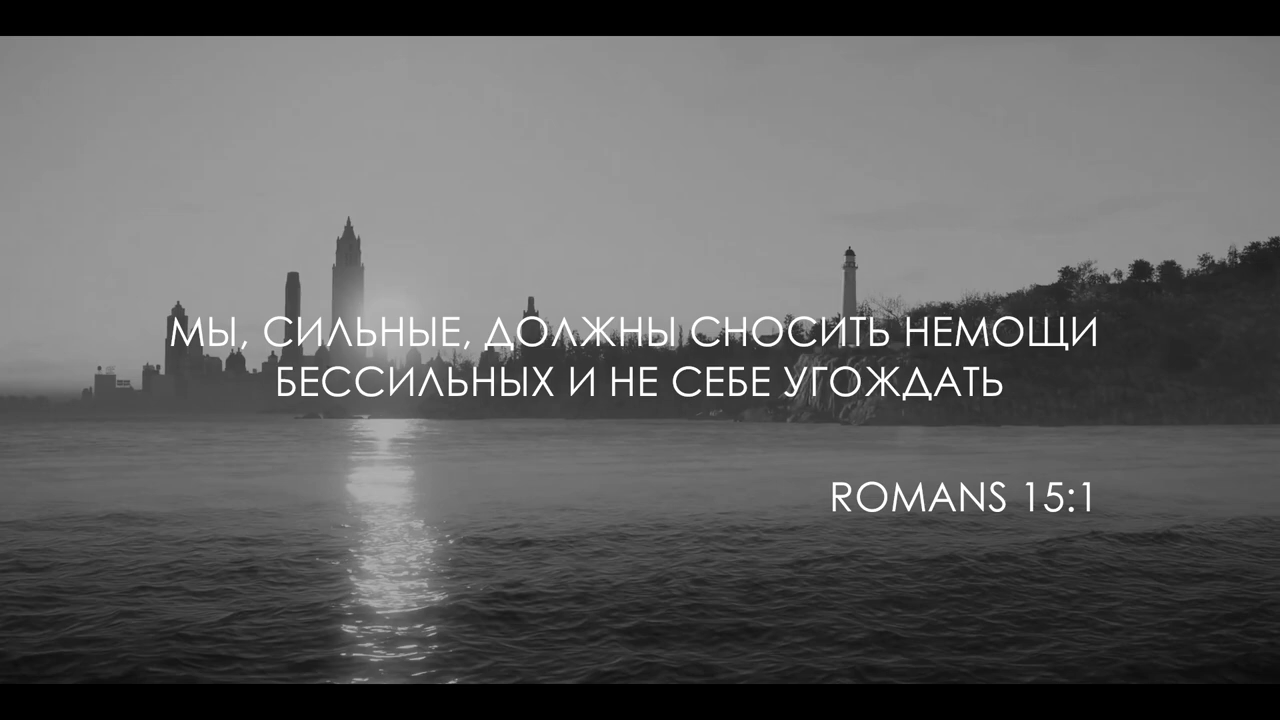 МЫ, СИЛЬНЫЕ, ДОЛЖНЫ СНОСИТЬ НЕМОЩИ
БЕССИЛЬНЫХ И НЕ СЕБЕ УГОЖДАТЬ
ROMANS 15:1